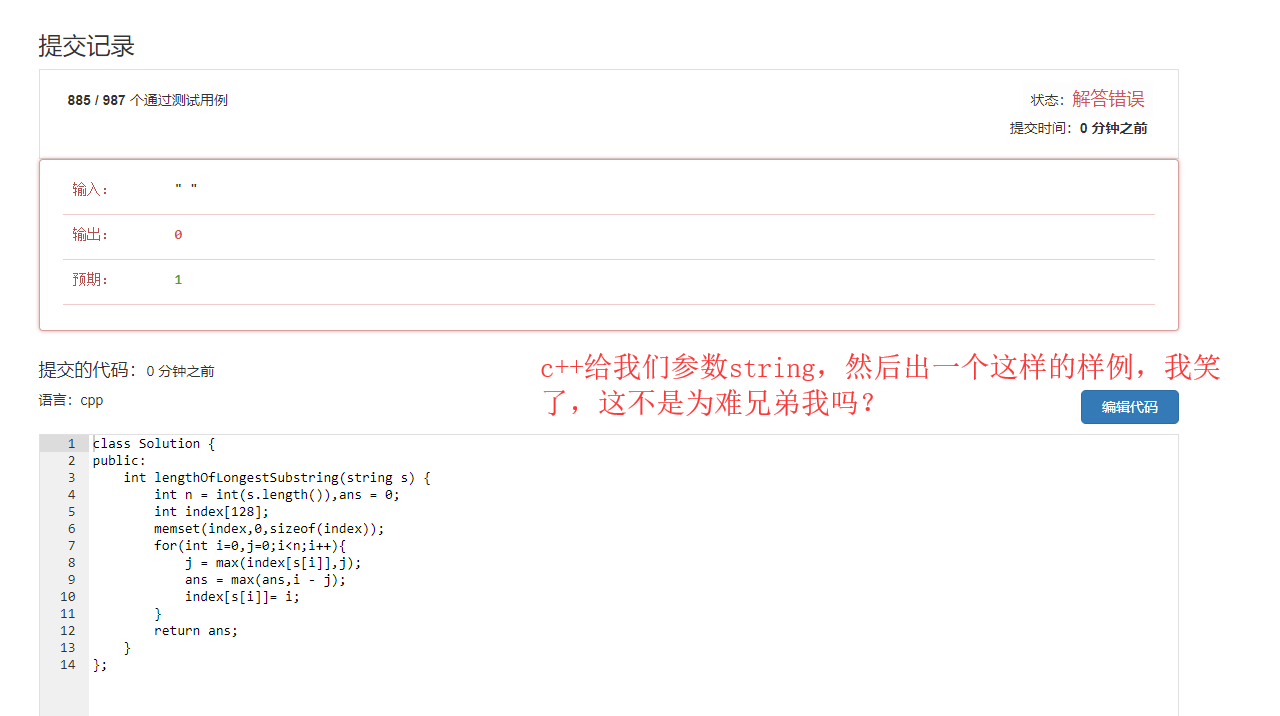 提交记录
885 / 987 个通过测试用例
状态：解答错误
提交时间：0 分钟之前
输入： " "
输出： 0
预期： 1
提交的代码：0 分钟之前
语言：cpp
c++给我们参数string，然后出一个这样的样例，我笑
了，这不是为难兄弟我吗？
编辑代码
1 class Solution {
2 public:
3     int lengthOfLongestSubstring(string s) {
4         int n = int(s.length()),ans = 0;
5         int index[128];
6         memset(index,0,sizeof(index));
7         for(int i=0,j=0;i<n;i++){
8             j = max(index[s[i]],j);
9             ans = max(ans,i - j);
10             index[s[i]]= i;
11         }
12         return ans;
13     }
14 };